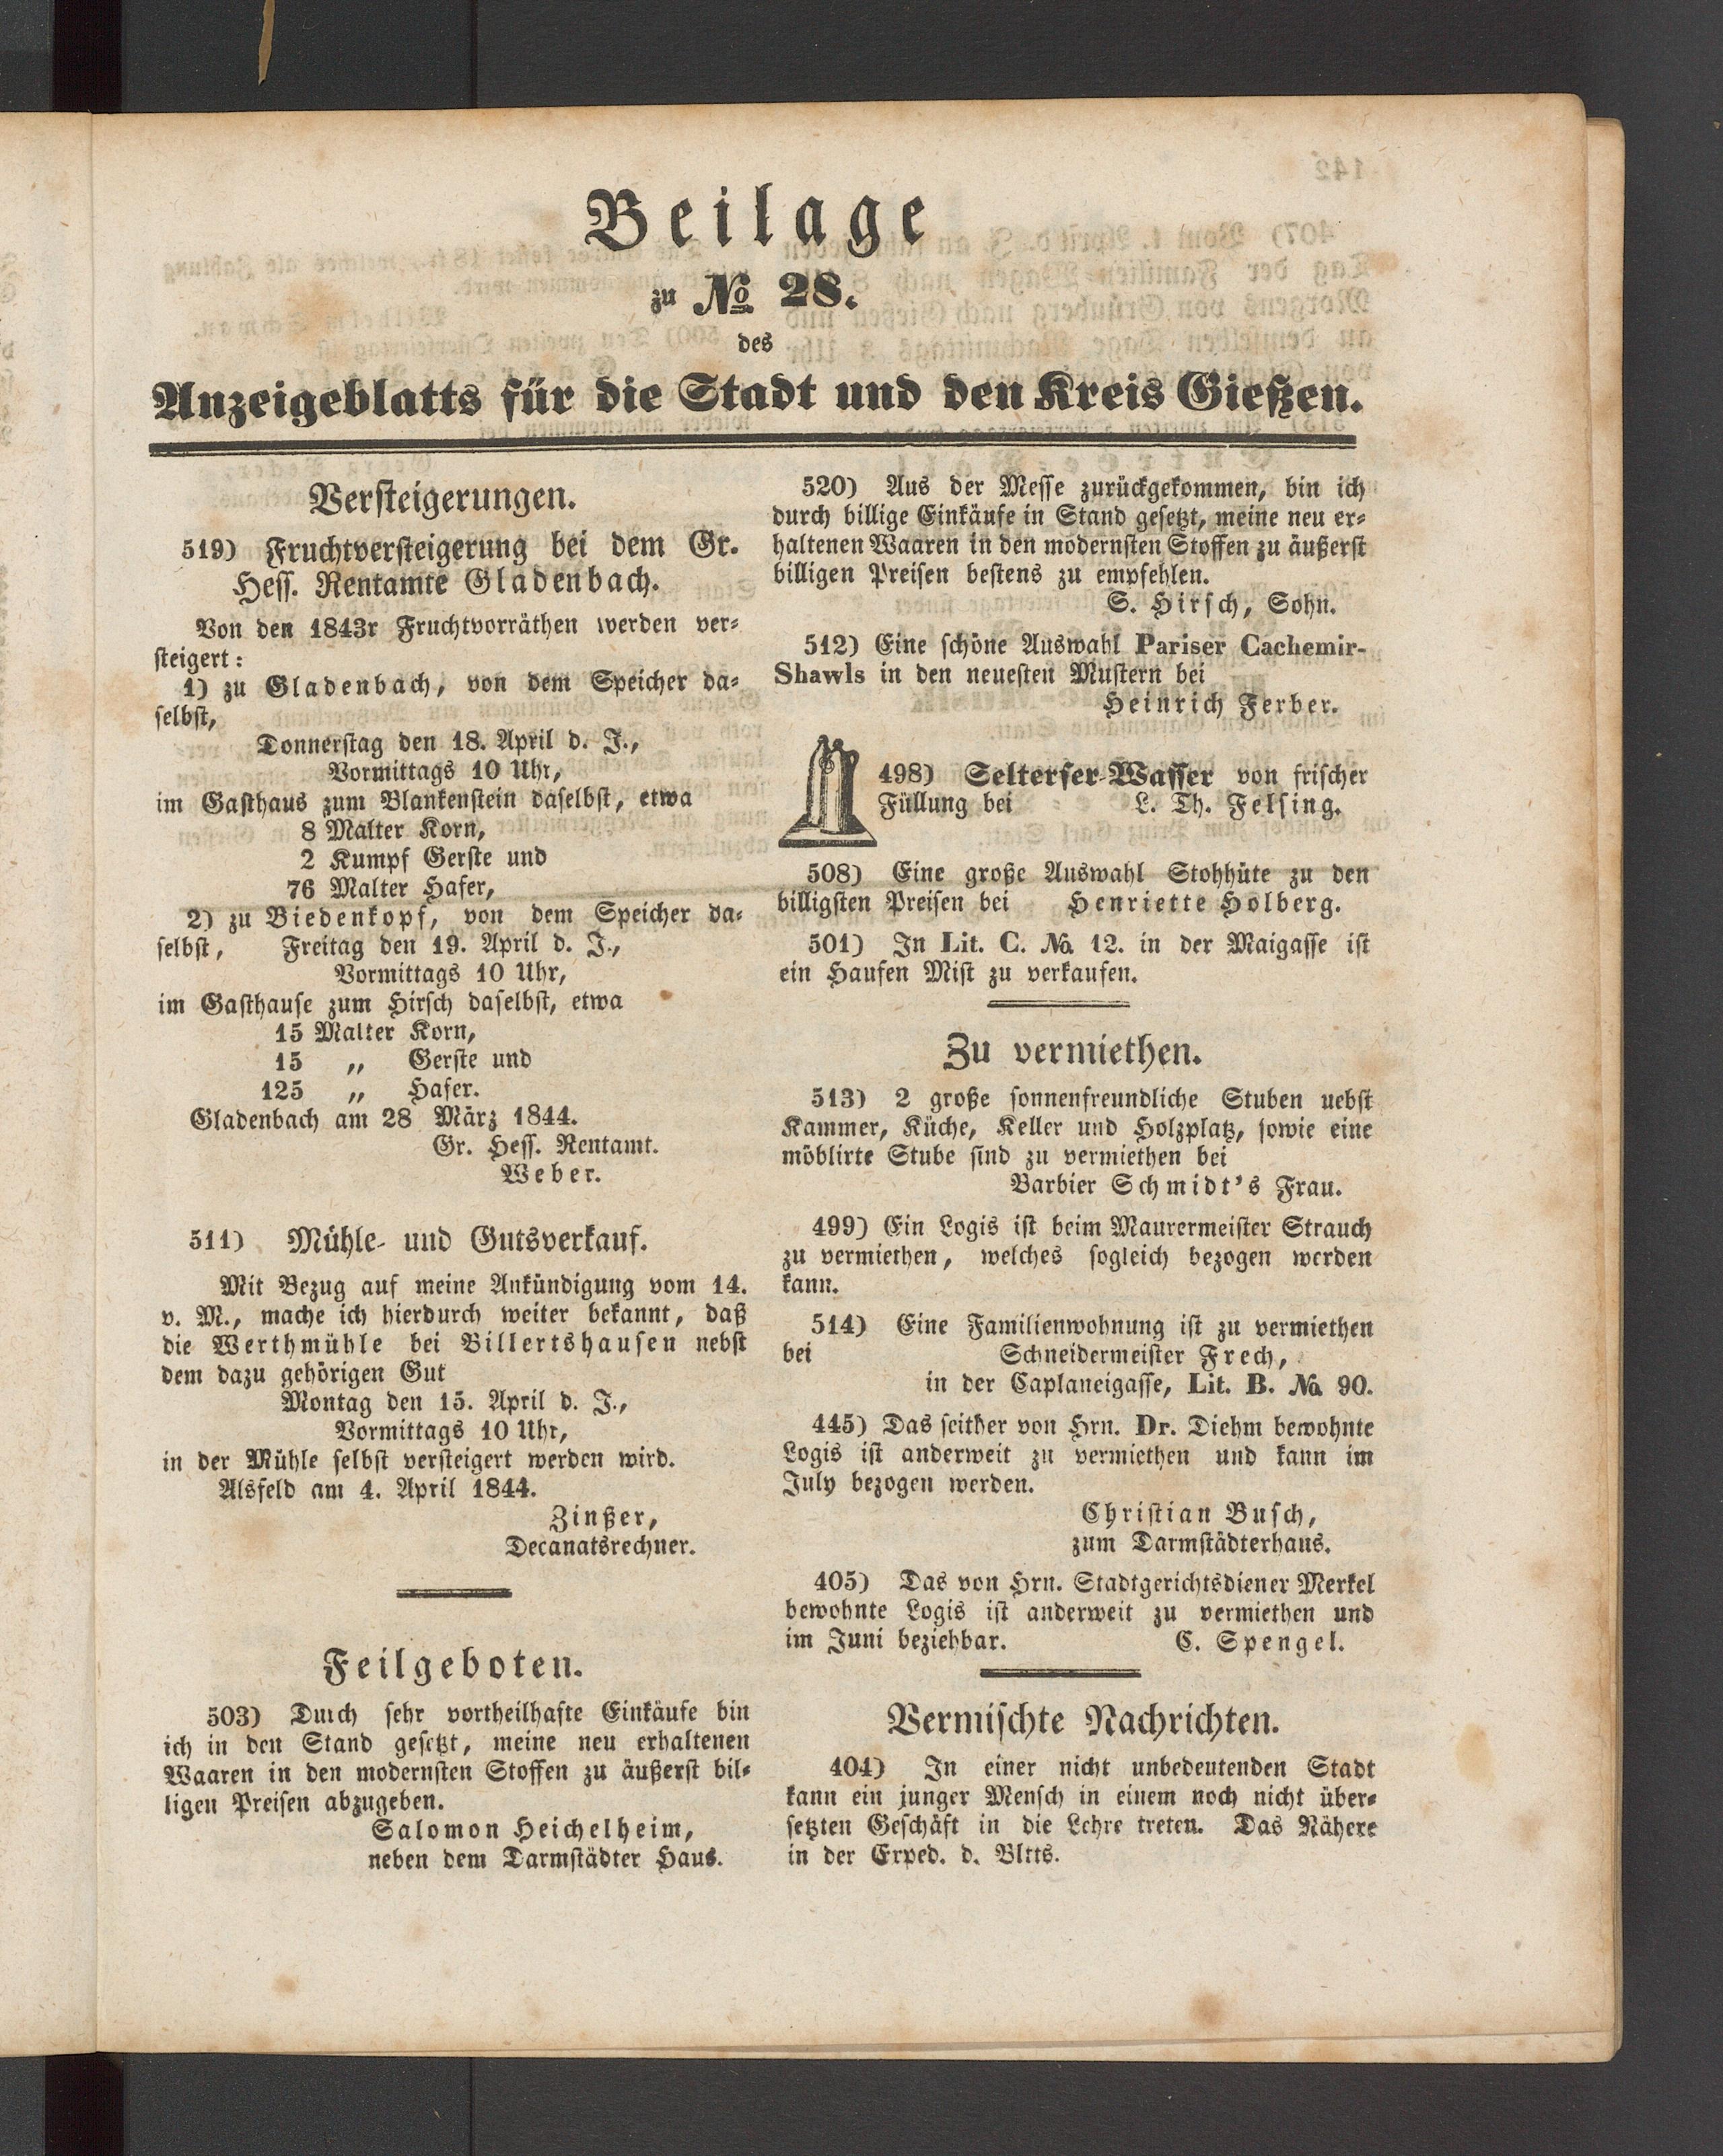 Beilage
zu No 28.
des
Anzeigeblatts für die Stadt und den Kreis Gießen.
Versteigerungen.
519) Fruchtversteigerung bei dem Gr.
Hess. Rentamte Gladenbach.
Von den 1843r Fruchtvorräthen werden ver-
steigert:
1) zu Gladenbach, von dem Speicher da-
selbst,
Donnerstag den 18. April d. J.,
Vormittags 10 Uhr,
im Gasthaus zum Blankenstein daselbst, etwa
8 Malter Korn,
2 Kumpf Gerste und
76 Malter Hafer,
2) zu Biedenkopf, von dem Speicher da-
selbst, Freitag den 19. April d. J.,
Vormittags 10 Uhr,
im Gasthause zum Hirsch daselbst, etwa
15 Malter Korn,
15 „ Gerste und
125 „ Hafer.
Gladenbach am 28 März 1844.
Gr. Hess. Rentamt.
Weber.
511) Mühle- und Gutsverkauf.
Mit Bezug auf meine Ankündigung vom 14.
v. M., mache ich hierdurch weiter bekannt, daß
die Werthmühle bei Billertshausen nebst
dem dazu gehörigen Gut
Montag den 15. April d. J.,
Vormittags 10 Uhr,
in der Mühle selbst versteigert werden wird.
Alsfeld am 4. April 1844.
Zinßer,
Decanatsrechner.
Feilgeboten.
503) Durch sehr vortheilhafte Einkäufe bin
ich in den Stand gesetzt, meine neu erhaltenen
Waaren in den modernsten Stoffen zu äußerst bil-
ligen Preisen abzugeben.
Salomon Heichelheim,
neben dem Darmstädter Haus.
520) Aus der Messe zurückgekommen, bin ich
durch billige Einkäufe in Stand gesetzt, meine neu er-
haltenen Waaren in den modernsten Stoffen zu äußerst
billigen Preisen bestens zu empfehlen.
S. Hirsch, Sohn.
512) Eine schöne Auswahl Pariser Cachemir-
Shawls in den neuesten Mustern bei
Heinrich Ferber.
498) Selterser-Wasser von frischer
Füllung bei L. Th. Felsing.
508) Eine große Auswahl Stohhüte zu den
billigsten Preisen bei Henriette Holberg.
501) In Lit. C. No. 12. in der Maigasse ist
ein Haufen Mist zu verkaufen.
Zu vermiethen.
513) 2 große sonnenfreundliche Stuben uebst
Kammer, Küche, Keller und Holzplatz, sowie eine
möblirte Stube sind zu vermiethen bei
Barbier Schmidt's Frau.
499) Ein Logis ist beim Maurermeister Strauch
zu vermiethen, welches sogleich bezogen werden
kann.
514) Eine Familienwohnung ist zu vermiethen
bei Schneidermeister Frech,
in der Caplaneigasse, Lit. B. No. 90.
445) Das seither von Hrn. Dr. Diehm bewohnte
Logis ist anderweit zu vermiethen und kann im
July bezogen werden.
Christian Busch,
zum Darmstädterhaus.
405) Das von Hrn. Stadtgerichtsdiener Merkel
bewohnte Logis ist anderweit zu vermiethen und
im Juni beziehbar. C. Spengel.
Vermischte Nachrichten.
404) In einer nicht unbedeutenden Stadt
kann ein junger Mensch in einem noch nicht über-
setzten Geschäft in die Lehre treten. Das Nähere
in der Exped. d. Bltts.